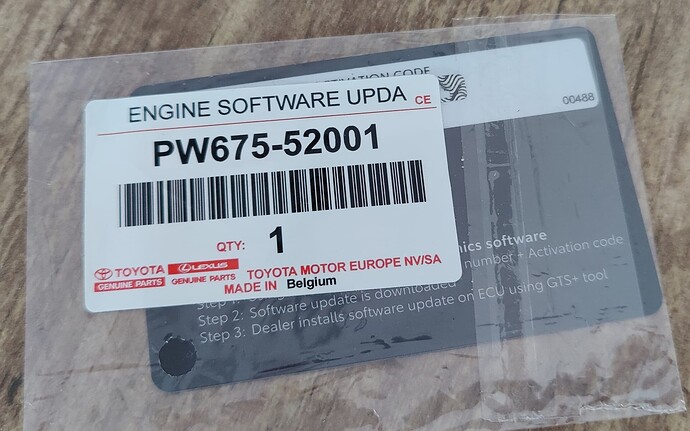 ACTIVATION CODE
00488
ENGINE SOFTWARE UPDA
CE
PW675-52001
QTY: 1
TOYOTA
GENUINE PARTS
LEXUS
GENUINE PARTS
TOYOTA MOTOR EUROPE NV/SA
MADE IN Belgium
software
number + Activation code
Step 2: Software update is downloaded
Step 3: Dealer installs software update on ECU using GTS+ tool